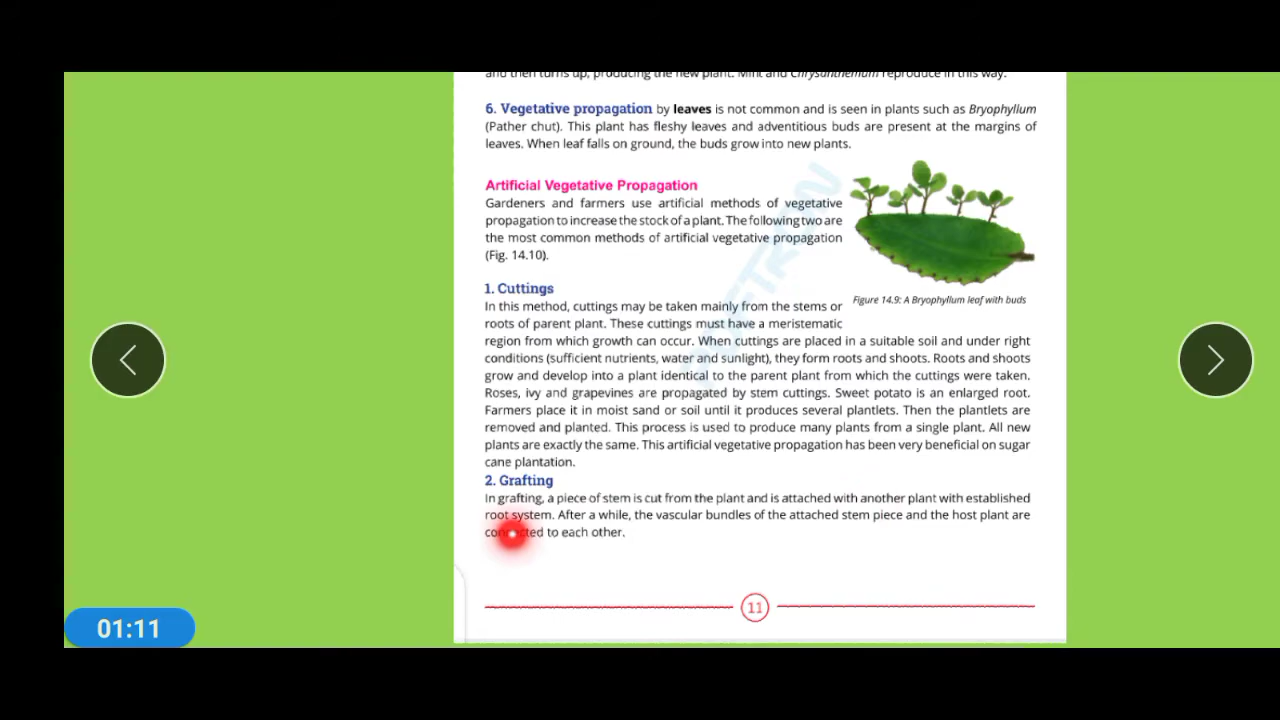 and then turns up, producing the new plant. Mint and Chrysanthemum reproduce in this way.
6. Vegetative propagation by leaves is not common and is seen in plants such as Bryophyllum
(Pather chut). This plant has fleshy leaves and adventitious buds are present at the margins of
leaves. When leaf falls on ground, the buds grow into new plants.
Artificial Vegetative Propagation
Gardeners and farmers use artificial methods of vegetative
propagation to increase the stock of a plant. The following two are
the most common methods of artificial vegetative propagation
(Fig. 14.10).
1. Cuttings
In this method, cuttings may be taken mainly from the stems or
roots of parent plant. These cuttings must have a meristematic
Figure 14.9: A Bryophyllum leaf with buds
region from which growth can occur. When cuttings are placed in a suitable soil and under right
conditions (sufficient nutrients, water and sunlight), they form roots and shoots. Roots and shoots
grow and develop into a plant identical to the parent plant from which the cuttings were taken.
Roses, ivy and grapevines are propagated by stem cuttings. Sweet potato is an enlarged root.
Farmers place it in moist sand or soil until it produces several plantlets. Then the plantlets are
removed and planted. This process is used to produce many plants from a single plant. All new
plants are exactly the same. This artificial vegetative propagation has been very beneficial on sugar
cane plantation.
2. Grafting
In grafting, a piece of stem is cut from the plant and is attached with another plant with established
root system. After a while, the vascular bundles of the attached stem piece and the host plant are
connected to each other.
11
01:11